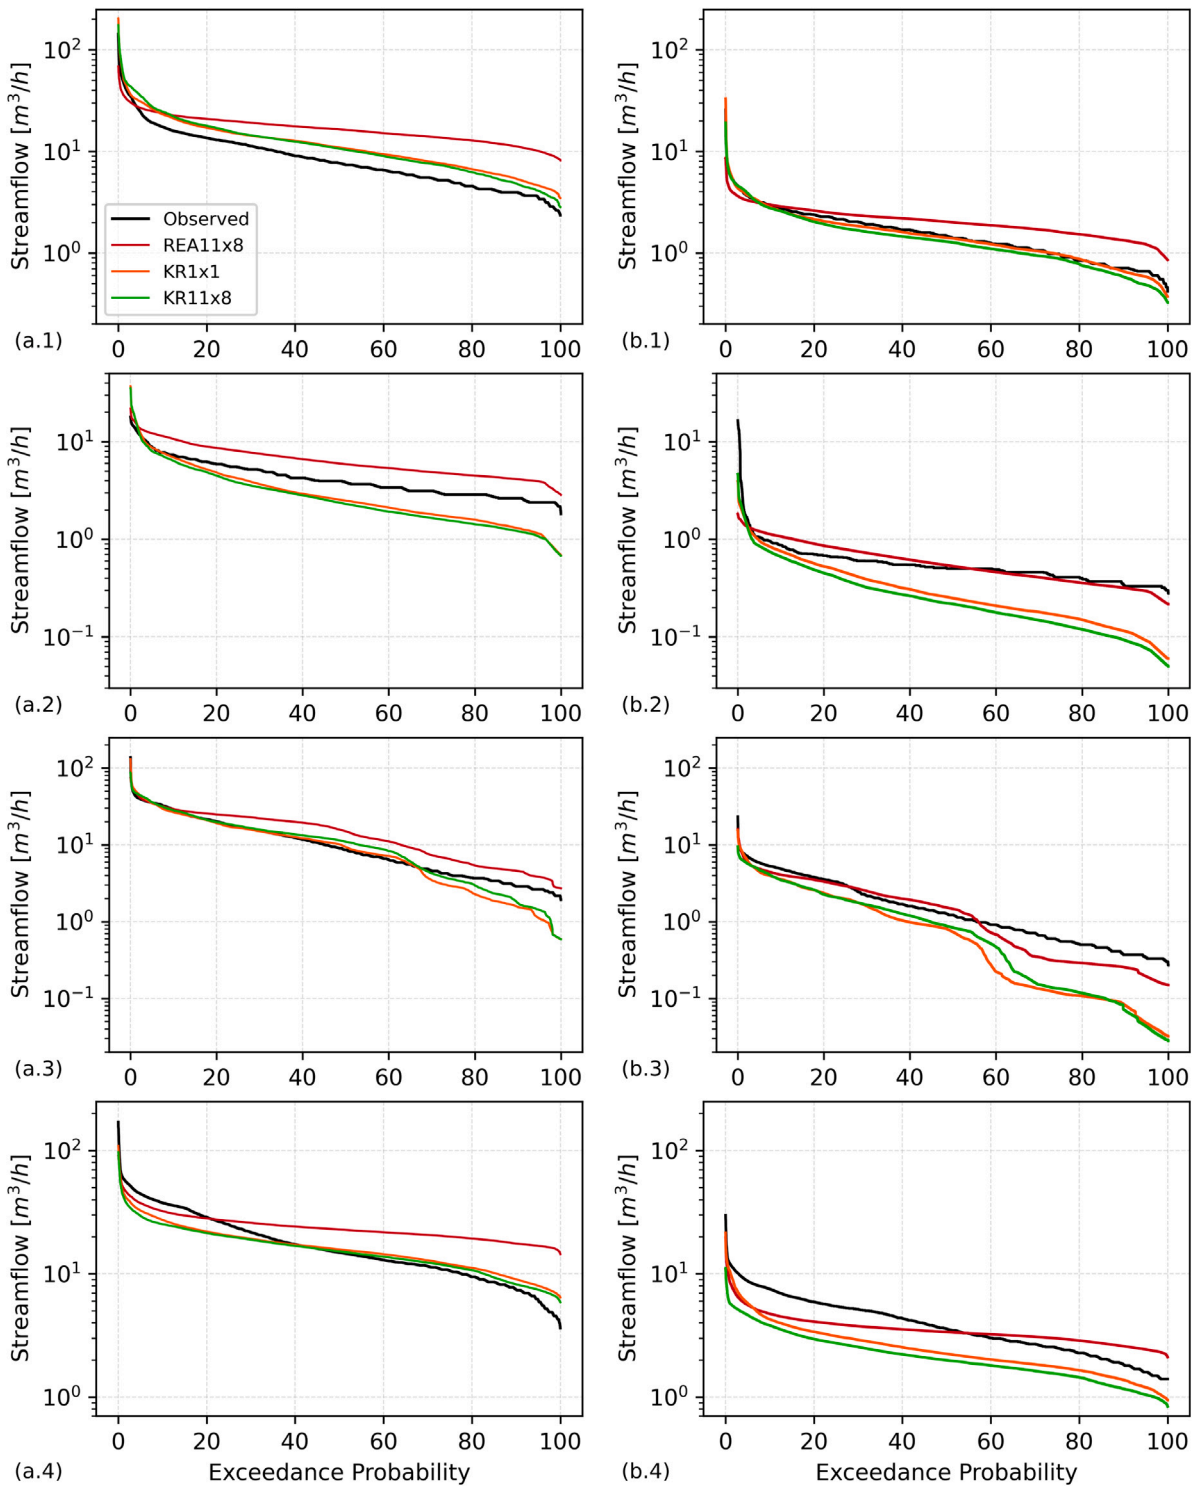 Streamflow [m³/h]
10²
10¹
10⁰
Observed
REA11x8
KR1x1
KR11x8
(a.1)
0 20 40 60 80 100
Streamflow [m³/h]
10²
10¹
10⁰
(b.1)
0 20 40 60 80 100
Streamflow [m³/h]
10¹
10⁰
10⁻¹
(a.2)
0 20 40 60 80 100
Streamflow [m³/h]
10¹
10⁰
10⁻¹
(b.2)
0 20 40 60 80 100
Streamflow [m³/h]
10²
10¹
10⁰
10⁻¹
(a.3)
0 20 40 60 80 100
Streamflow [m³/h]
10²
10¹
10⁰
10⁻¹
(b.3)
0 20 40 60 80 100
Streamflow [m³/h]
10²
10¹
10⁰
0 20 40 60 80 100
(a.4)
Exceedance Probability
Streamflow [m³/h]
10²
10¹
10⁰
0 20 40 60 80 100
(b.4)
Exceedance Probability